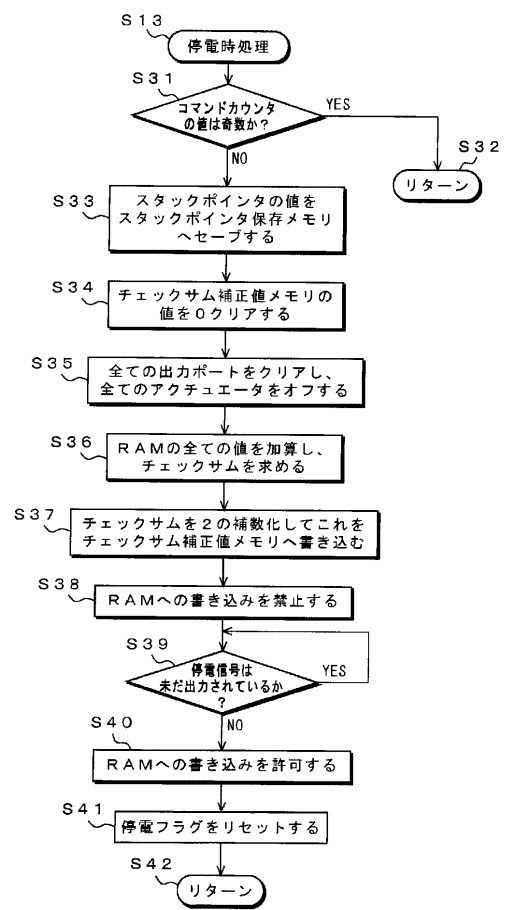 S13
停電時処理
S31
コマンドカウンタ
の値は奇数か?
YES
NO
S32
リターン
S33
スタックポインタの値を
スタックポインタ保存メモリ
へセーブする
S34
チェックサム補正値メモリの
値を0クリアする
S35
全ての出力ポートをクリアし、
全てのアクチュエータをオフする
S36
RAMの全ての値を加算し、
チェックサムを求める
S37
チェックサムを2の補数化してこれを
チェックサム補正値メモリへ書き込む
S38
RAMへの書き込みを禁止する
S39
停電信号は
未だ出力されているか
?
YES
NO
S40
RAMへの書き込みを許可する
S41
停電フラグをリセットする
S42
リターン